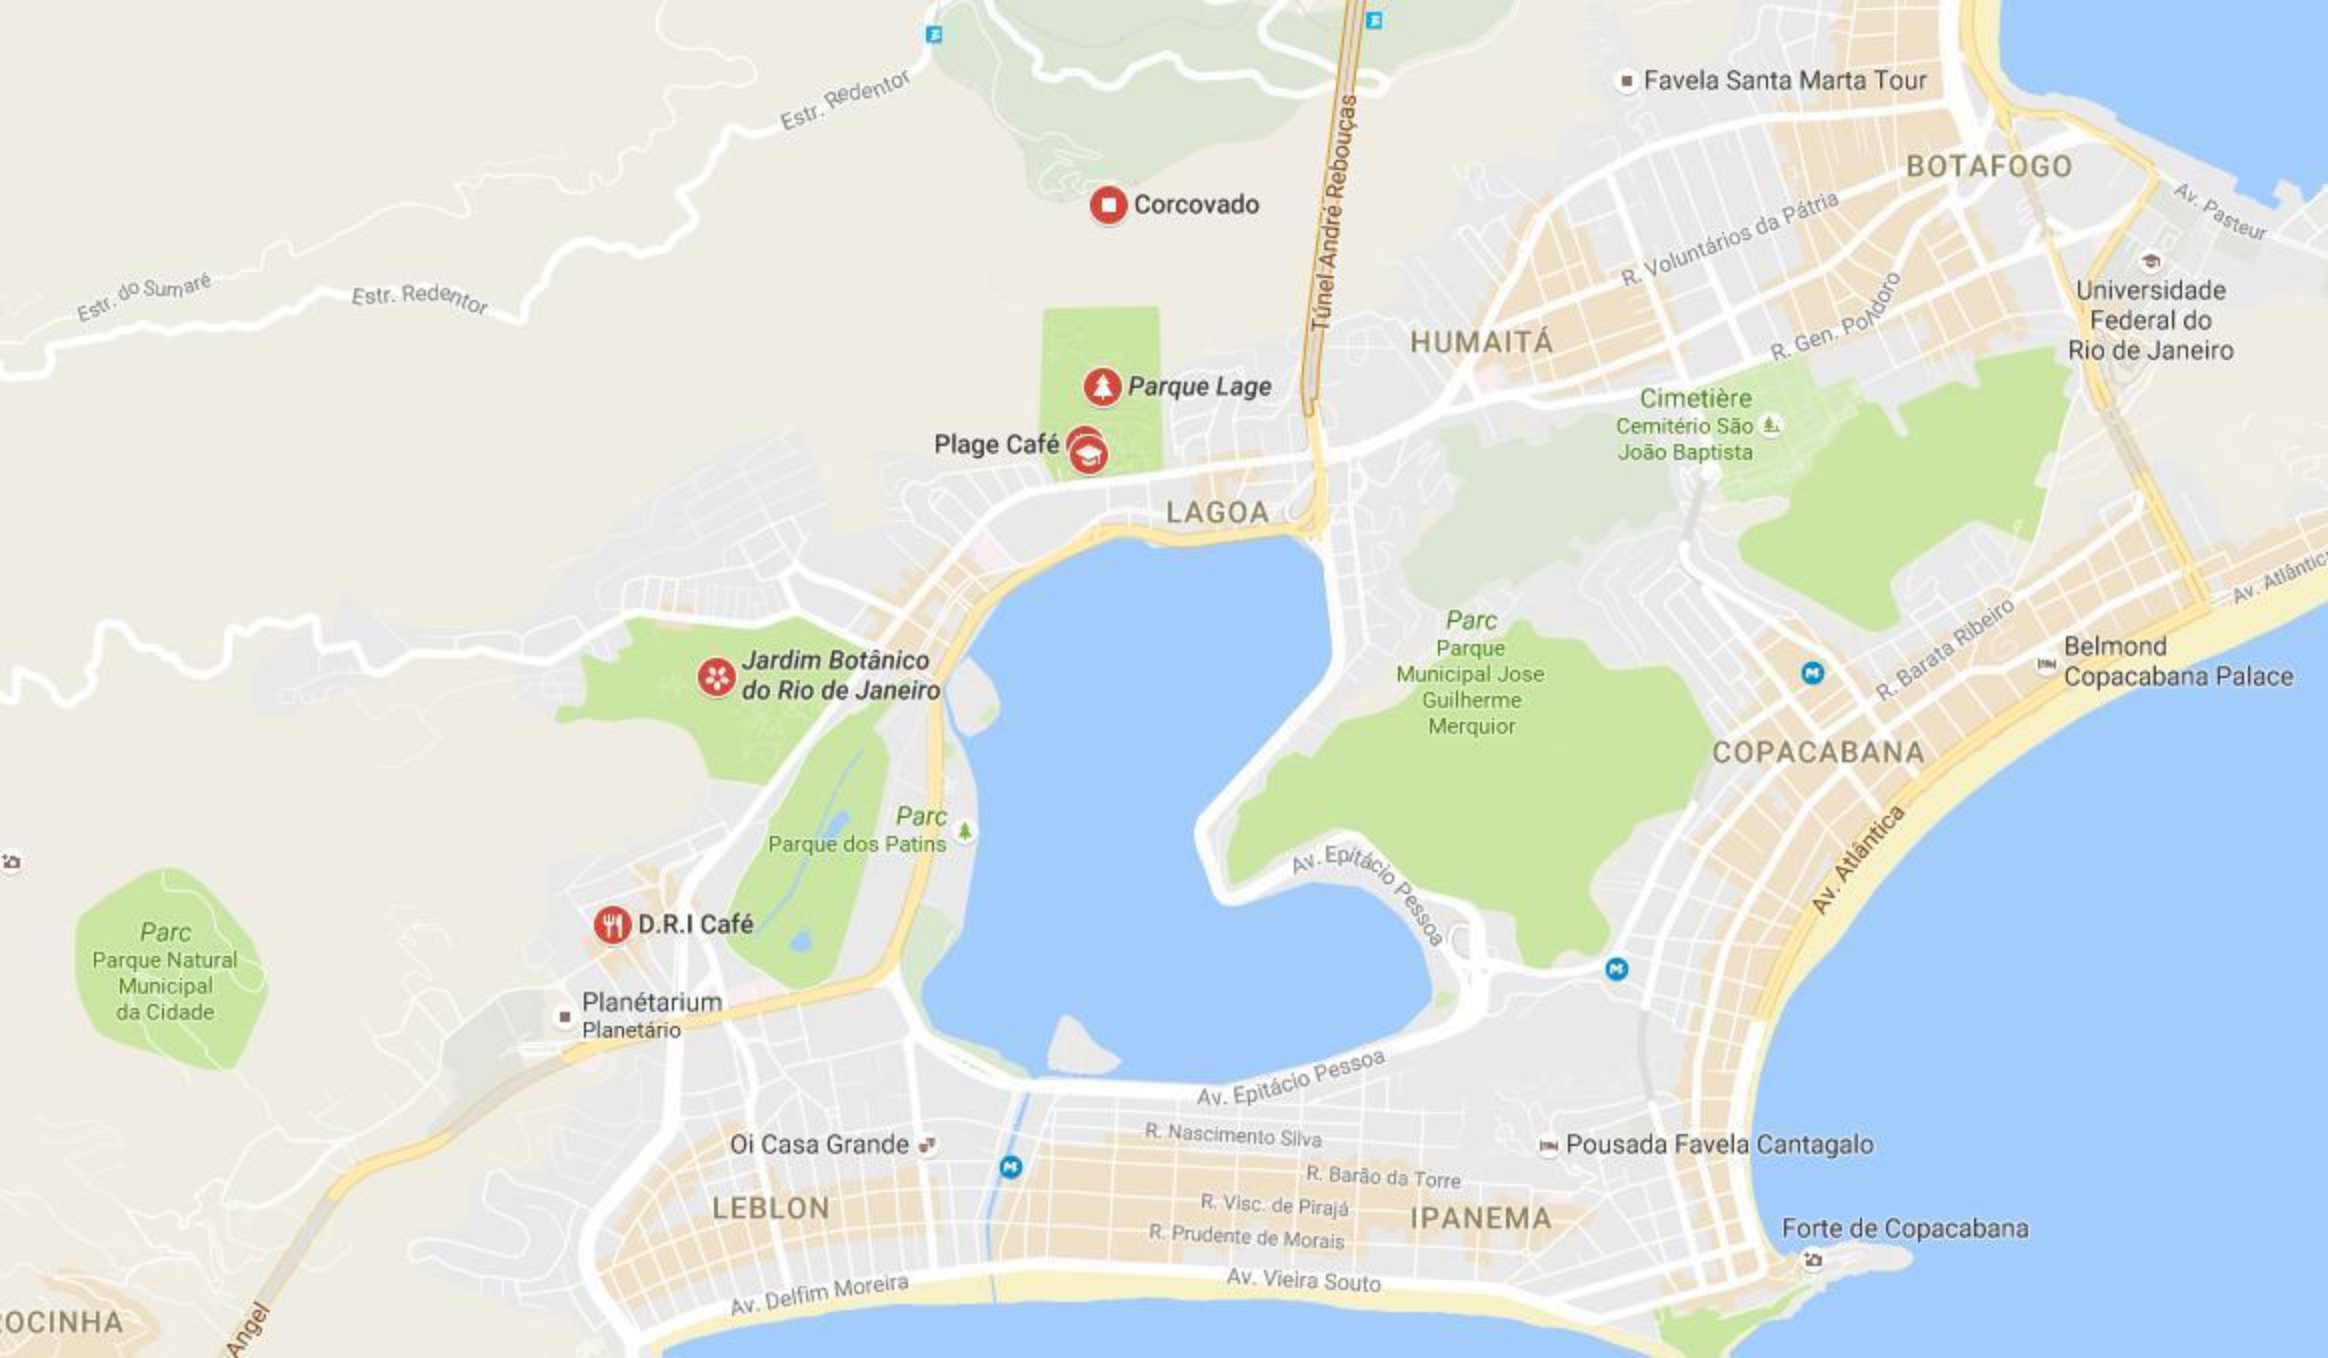 Favela Santa Marta Tour
Estr. Redentor
BOTAFOGO
Túnel André Rebouças
Corcovado
Av. Pasteur
R. Voluntários da Pátria
Estr. do Sumaré
Estr. Redentor
Universidade
Federal do
Rio de Janeiro
R. Gen. Polidoro
HUMAITÁ
Parque Lage
Cimetière
Cemitério São
João Baptista
Plage Café
LAGOA
Av. Atlântic
Parc
Parque
Municipal Jose
Guilherme
Merquior
R. Barata Ribeiro
Belmond
Copacabana Palace
Jardim Botânico
do Rio de Janeiro
COPACABANA
Parc
Parque dos Patins
Av. Epitácio Pessoa
Av. Atlântica
D.R.I Café
Parc
Parque Natural
Municipal
da Cidade
Planétarium
Planetário
Av. Epitácio Pessoa
Oi Casa Grande
R. Nascimento Silva
Pousada Favela Cantagalo
R. Barão da Torre
LEBLON
R. Visc. de Pirajá
IPANEMA
R. Prudente de Morais
Forte de Copacabana
Av. Delfim Moreira
Av. Vieira Souto
ROCINHA
Angel